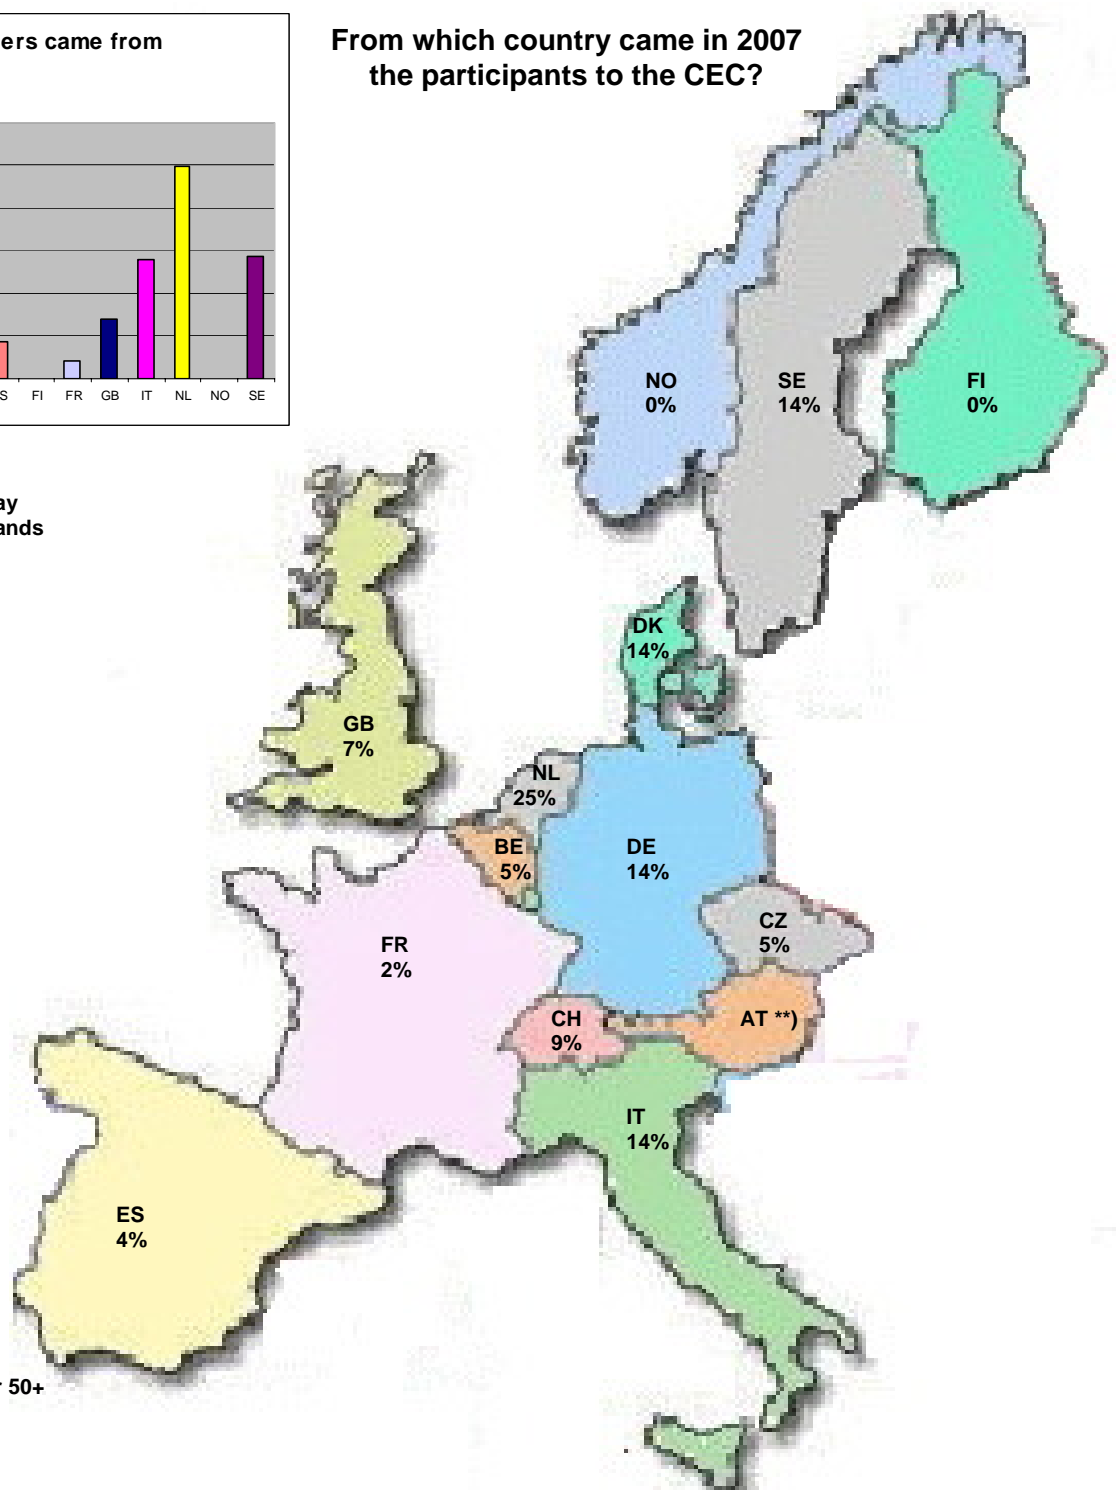 ers came from
From which country came in 2007
the participants to the CEC?
S FI FR GB IT NL NO SE
NO
0%
SE
14%
FI
0%
ay
ands
DK
14%
GB
7%
NL
25%
BE
5%
DE
14%
CZ
5%
FR
2%
CH
9%
AT **)
IT
14%
ES
4%
50+